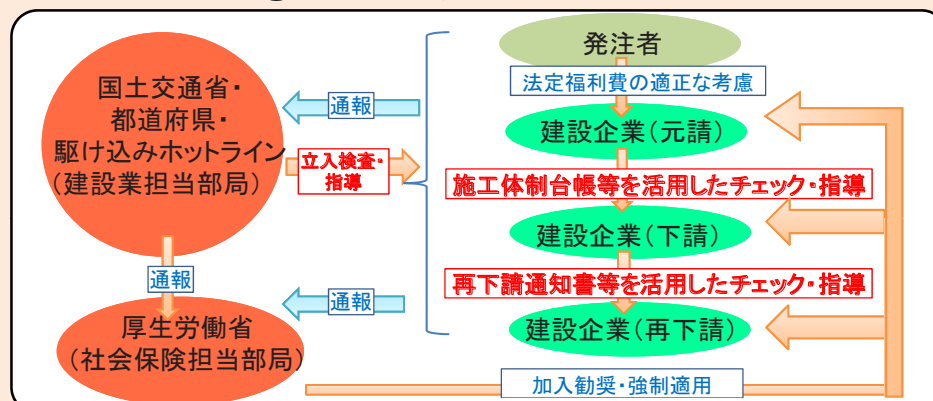 国土交通省・
都道府県・
駆け込みホットライン
(建設業担当部局)
通報
立入検査・
指導
通報
厚生労働省
(社会保険担当部局)
通報
発注者
法定福利費の適正な考慮
建設企業(元請)
施工体制台帳等を活用したチェック・指導
建設企業(下請)
再下請通知書等を活用したチェック・指導
建設企業(再下請)
加入勧奨・強制適用